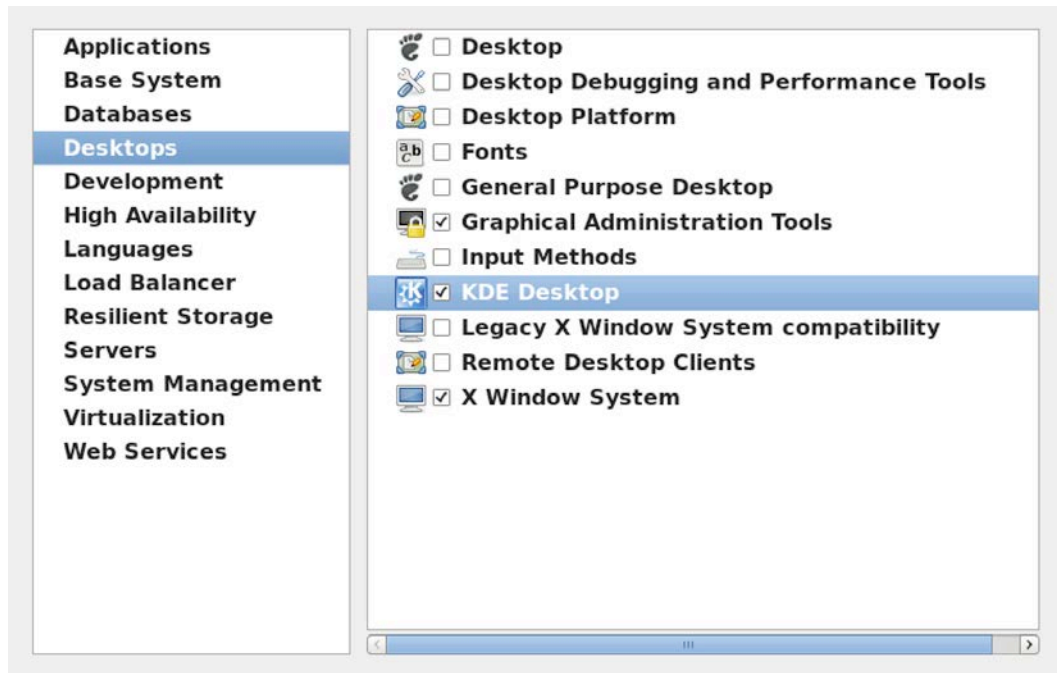 Applications
Base System
Databases
Desktops
Development
High Availability
Languages
Load Balancer
Resilient Storage
Servers
System Management
Virtualization
Web Services
Desktop
Desktop Debugging and Performance Tools
Desktop Platform
Fonts
General Purpose Desktop
Graphical Administration Tools
Input Methods
KDE Desktop
Legacy X Window System compatibility
Remote Desktop Clients
X Window System